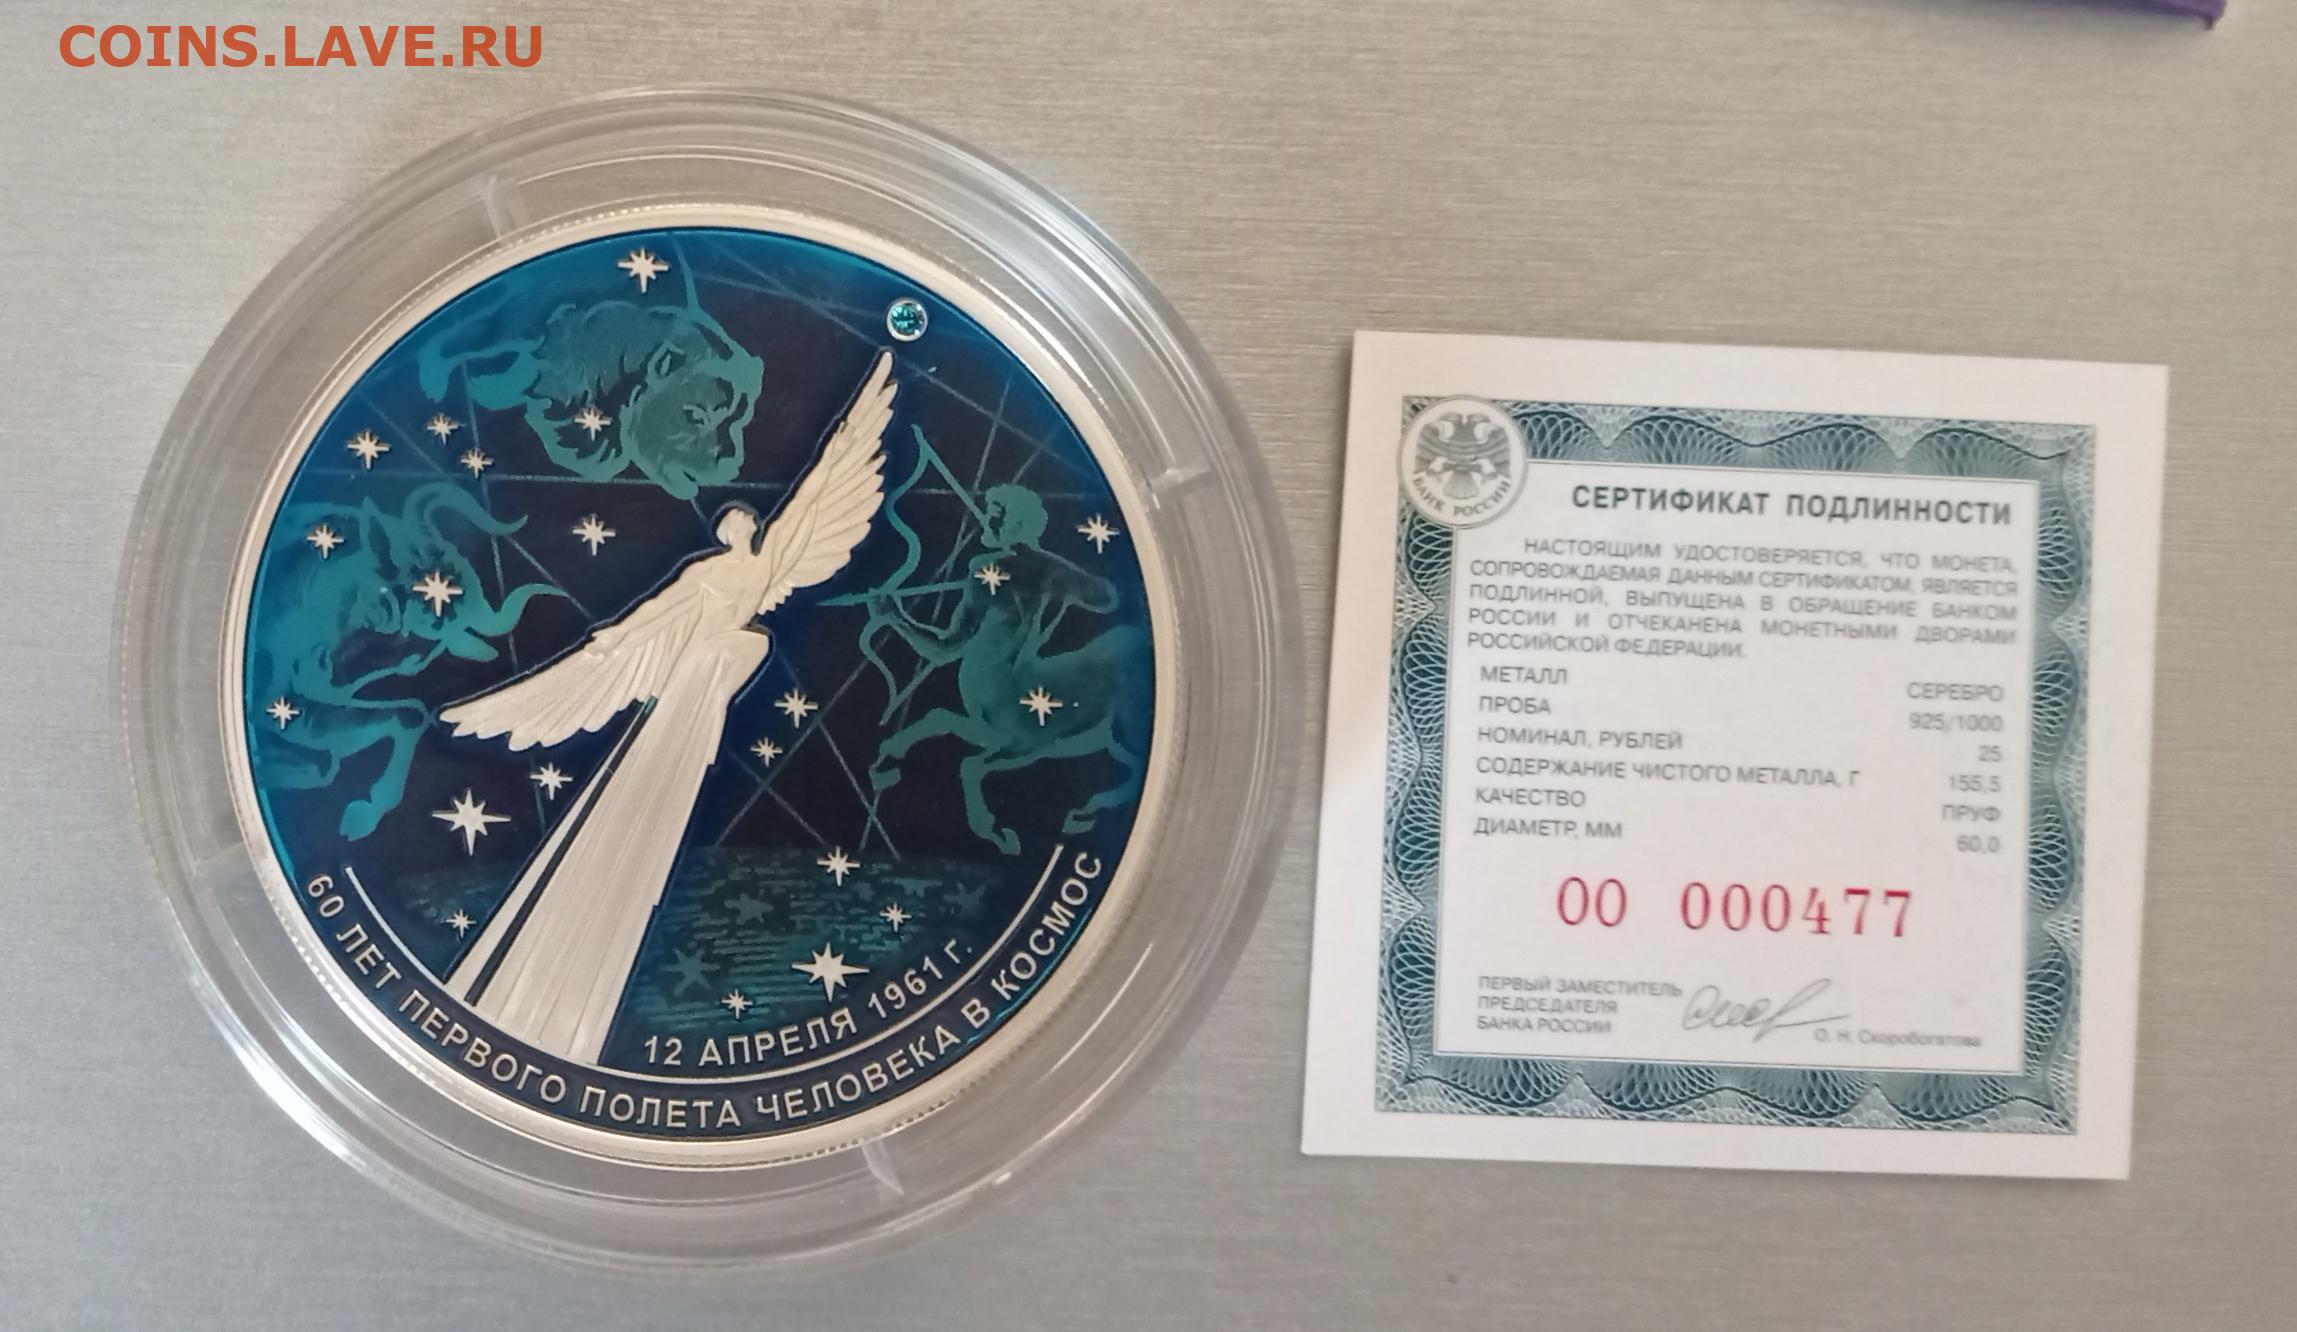 COINS.LAVE.RU
60 ЛЕТ ПЕРВОГО ПОЛЕТА ЧЕЛОВЕКА В КОСМОС
12 АПРЕЛЯ 1961 г.
БАНК РОССИИ
СЕРТИФИКАТ ПОДЛИННОСТИ
НАСТОЯЩИМ УДОСТОВЕРЯЕТСЯ, ЧТО МОНЕТА,
СОПРОВОЖДАЕМАЯ ДАННЫМ СЕРТИФИКАТОМ, ЯВЛЯЕТСЯ
ПОДЛИННОЙ, ВЫПУЩЕНА В ОБРАЩЕНИЕ БАНКОМ
РОССИИ И ОТЧЕКАНЕНА МОНЕТНЫМИ ДВОРАМИ
РОССИЙСКОЙ ФЕДЕРАЦИИ.
МЕТАЛЛ СЕРЕБРО
ПРОБА 925/1000
НОМИНАЛ, РУБЛЕЙ 25
СОДЕРЖАНИЕ ЧИСТОГО МЕТАЛЛА, Г 155,5
КАЧЕСТВО ПРУФ
ДИАМЕТР, ММ 60,0
ОО 000477
ПЕРВЫЙ ЗАМЕСТИТЕЛЬ
ПРЕДСЕДАТЕЛЯ
БАНКА РОССИИ
О. Н. Скоробогатова